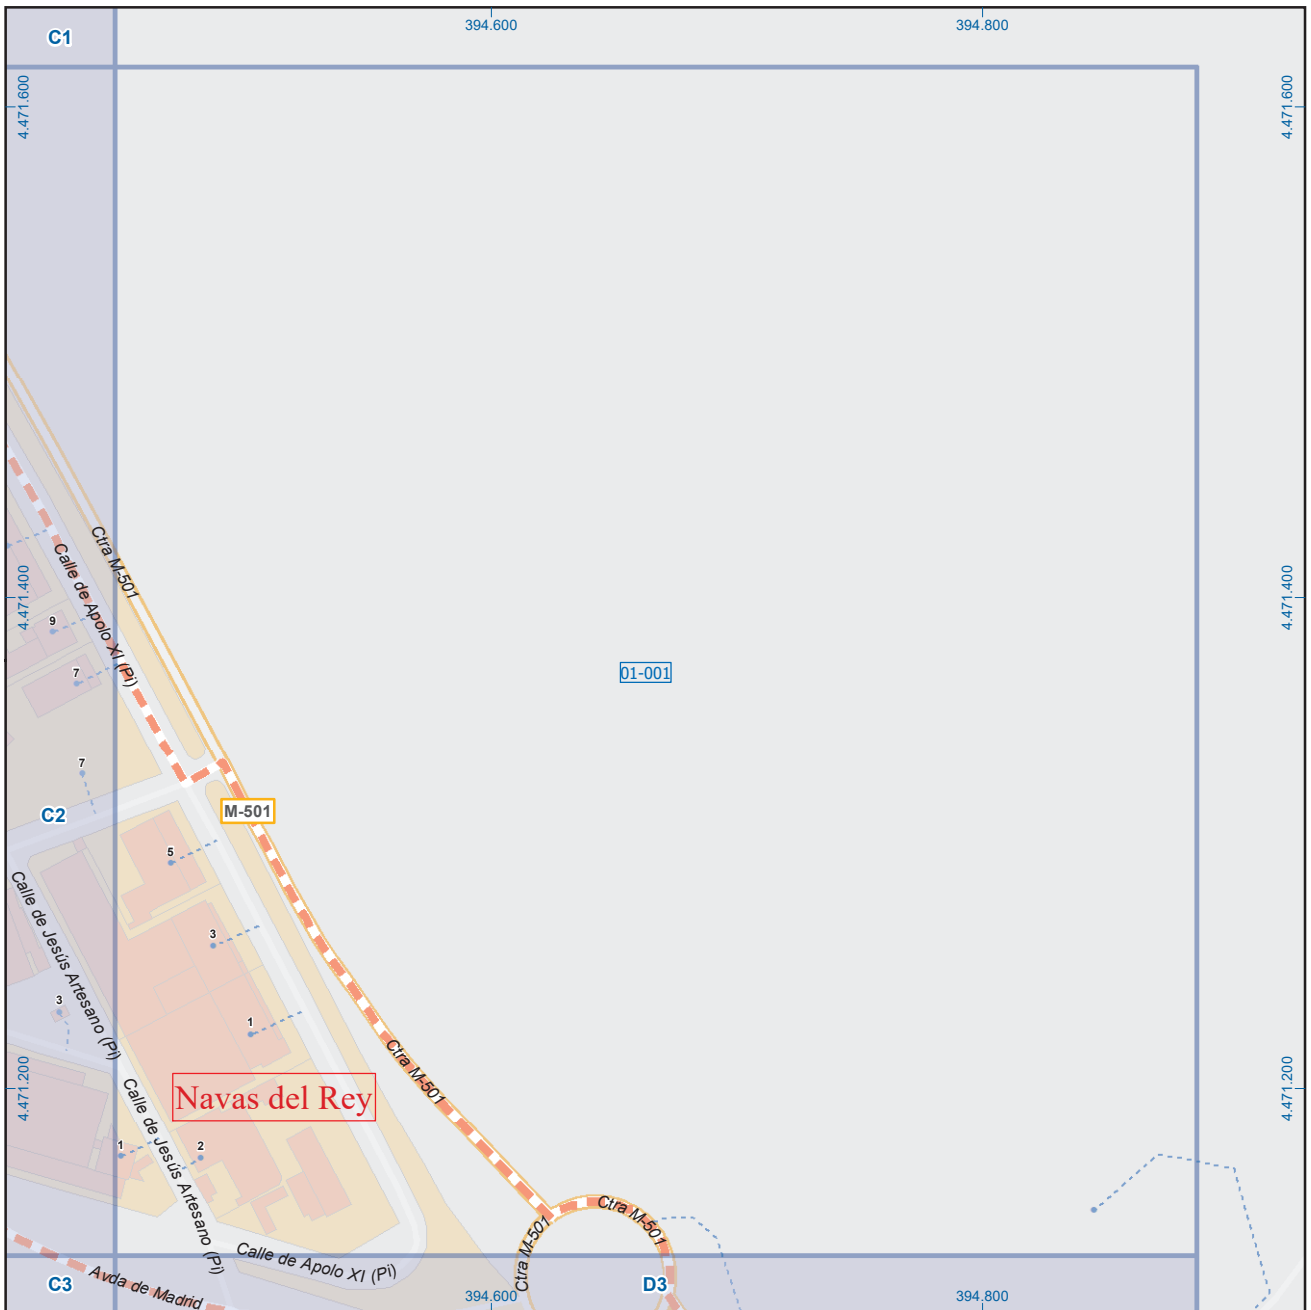 394.600
394.800
C1
4.471.600
4.471.600
Ctra M-501
Calle de Apolo XI (Pi)
4.471.400
4.471.400
9
7
01-001
7
M-501
C2
5
Calle de Jesús Artesano (Pi)
3
3
1
Ctra M-501
4.471.200
4.471.200
Navas del Rey
Calle de Jesús Artesano (Pi)
1
2
Ctra M-501
Ctra M-501
Calle de Apolo XI (Pi)
Avda de Madrid
C3
D3
394.600
394.800